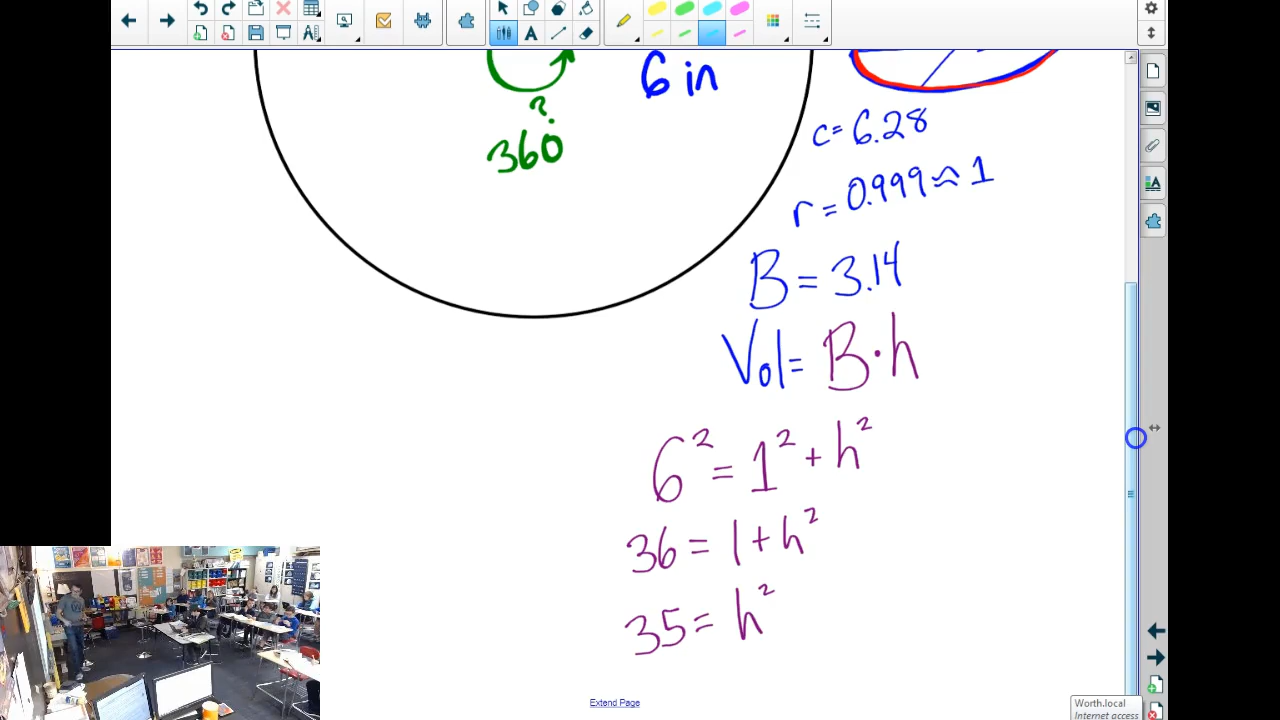 6 in
?
360
c= 6.28
r = 0.999 ≈ 1
B = 3.14
Vol = B·h
6² = 1² + h²
36 = 1 + h²
35 = h²
Extend Page
Worth.local
Internet access